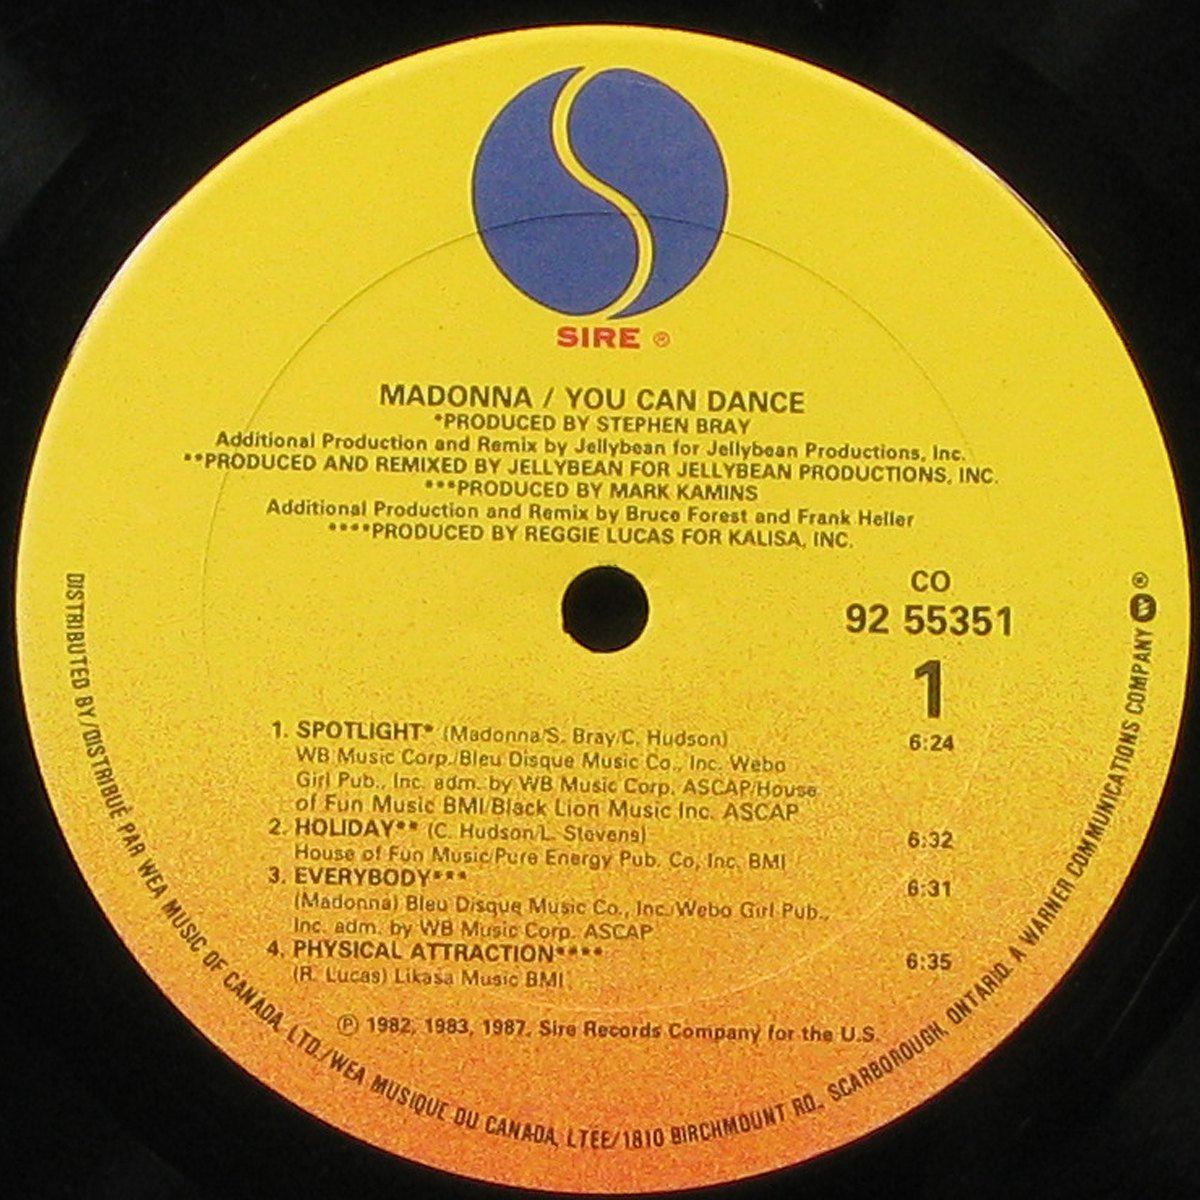 SIRE ®
MADONNA / YOU CAN DANCE
*PRODUCED BY STEPHEN BRAY
Additional Production and Remix by Jellybean for Jellybean Productions, Inc.
**PRODUCED AND REMIXED BY JELLYBEAN FOR JELLYBEAN PRODUCTIONS, INC.
***PRODUCED BY MARK KAMINS
Additional Production and Remix by Bruce Forest and Frank Heller
****PRODUCED BY REGGIE LUCAS FOR KALISA, INC.
CO
92 55351
1
1. SPOTLIGHT* (Madonna/S. Bray/C. Hudson) 6:24
WB Music Corp./Bleu Disque Music Co., Inc. Webo
Girl Pub., Inc. adm. by WB Music Corp. ASCAP/House
of Fun Music BMI/Black Lion Music Inc. ASCAP
2. HOLIDAY** (C. Hudson/L. Stevens) 6:32
House of Fun Music/Pure Energy Pub. Co, Inc. BMI
3. EVERYBODY*** 6:31
(Madonna) Bleu Disque Music Co., Inc./Webo Girl Pub.,
Inc. adm. by WB Music Corp. ASCAP
4. PHYSICAL ATTRACTION**** 6:35
(R. Lucas) Likasa Music BMI
℗ 1982, 1983, 1987, Sire Records Company for the U.S.
DISTRIBUTED BY/DISTRIBUÉ PAR WEA MUSIC OF CANADA, LTD./WEA MUSIQUE DU CANADA, LTEE/1810 BIRCHMOUNT RD., SCARBOROUGH, ONTARIO. A WARNER COMMUNICATIONS COMPANY W ®